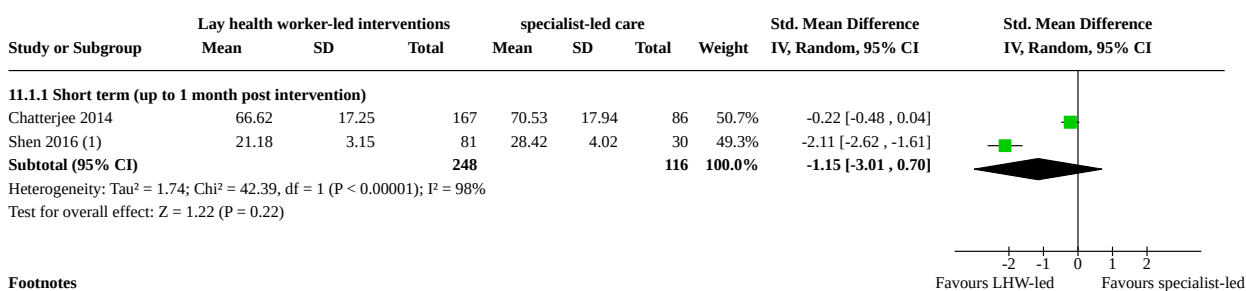 Lay health worker-led interventions specialist-led care Std. Mean Difference Std. Mean Difference
Study or Subgroup Mean SD Total Mean SD Total Weight IV, Random, 95% CI IV, Random, 95% CI
11.1.1 Short term (up to 1 month post intervention)
Chatterjee 2014 66.62 17.25 167 70.53 17.94 86 50.7% -0.22 [-0.48 , 0.04]
Shen 2016 (1) 21.18 3.15 81 28.42 4.02 30 49.3% -2.11 [-2.62 , -1.61]
Subtotal (95% CI) 248 116 100.0% -1.15 [-3.01 , 0.70]
Heterogeneity: Tau² = 1.74; Chi² = 42.39, df = 1 (P < 0.00001); I² = 98%
Test for overall effect: Z = 1.22 (P = 0.22)
-2 -1 0 1 2
Favours LHW-led Favours specialist-led
Footnotes